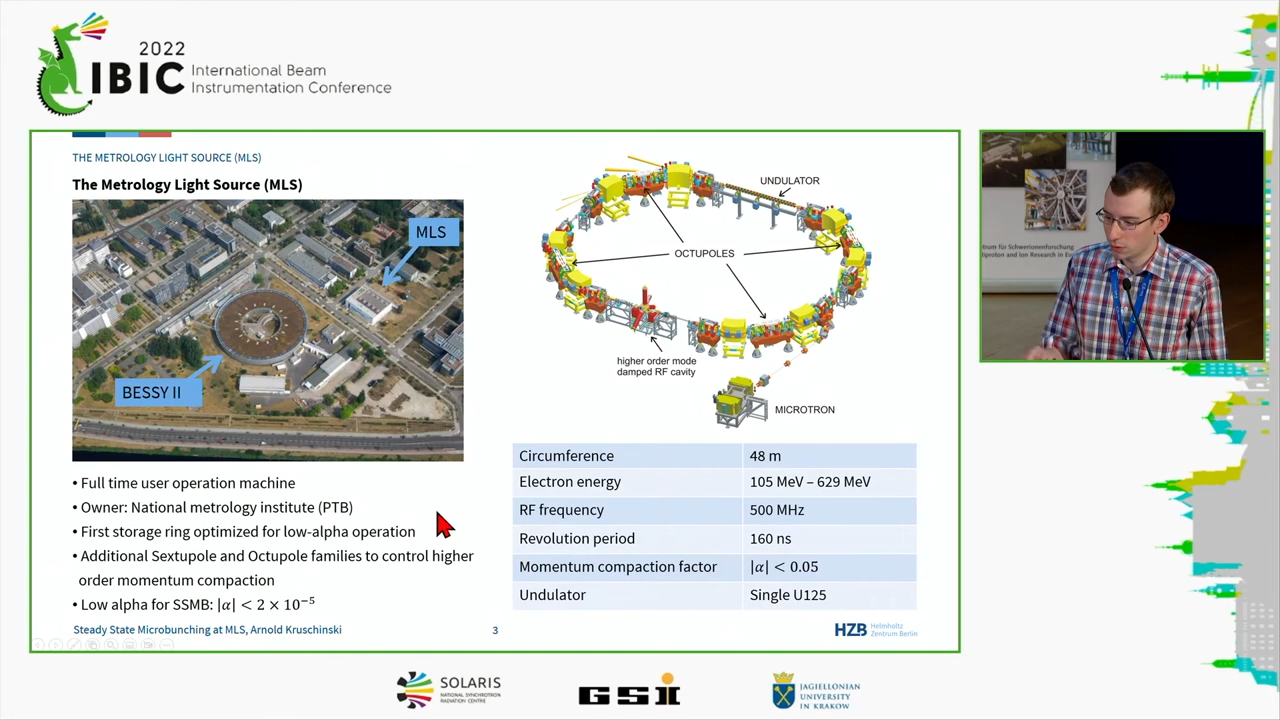 2022
IBIC
International Beam
Instrumentation Conference
THE METROLOGY LIGHT SOURCE (MLS)
The Metrology Light Source (MLS)
MLS
BESSY II
UNDULATOR
OCTUPOLES
higher order mode
damped RF cavity
MICROTRON
• Full time user operation machine
• Owner: National metrology institute (PTB)
• First storage ring optimized for low-alpha operation
• Additional Sextupole and Octupole families to control higher
order momentum compaction
• Low alpha for SSMB: |α| < 2 × 10⁻⁵
Circumference 48 m
Electron energy 105 MeV – 629 MeV
RF frequency 500 MHz
Revolution period 160 ns
Momentum compaction factor |α| < 0.05
Undulator Single U125
Steady State Microbunching at MLS, Arnold Kruschinski
3
HZB Helmholtz
Zentrum Berlin
SOLARIS
NATIONAL SYNCHROTRON
RADIATION CENTRE
GSI
JAGIELLONIAN
UNIVERSITY
IN KRAKOW